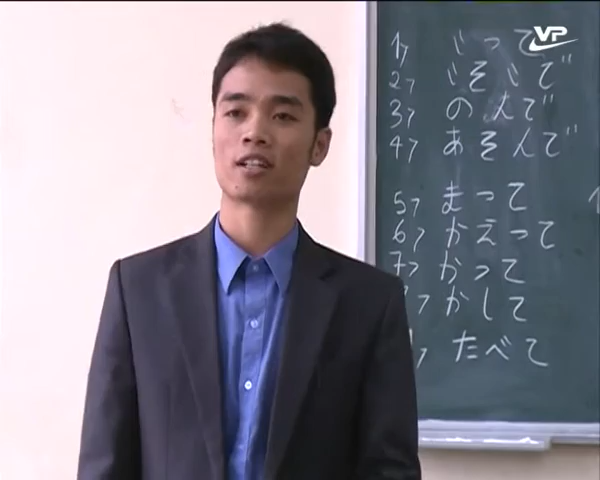 VP
1, いって
2, いそいで
3, のんで
4, あそんで
5, まって
6, かえって
7, かって
かして
たべて